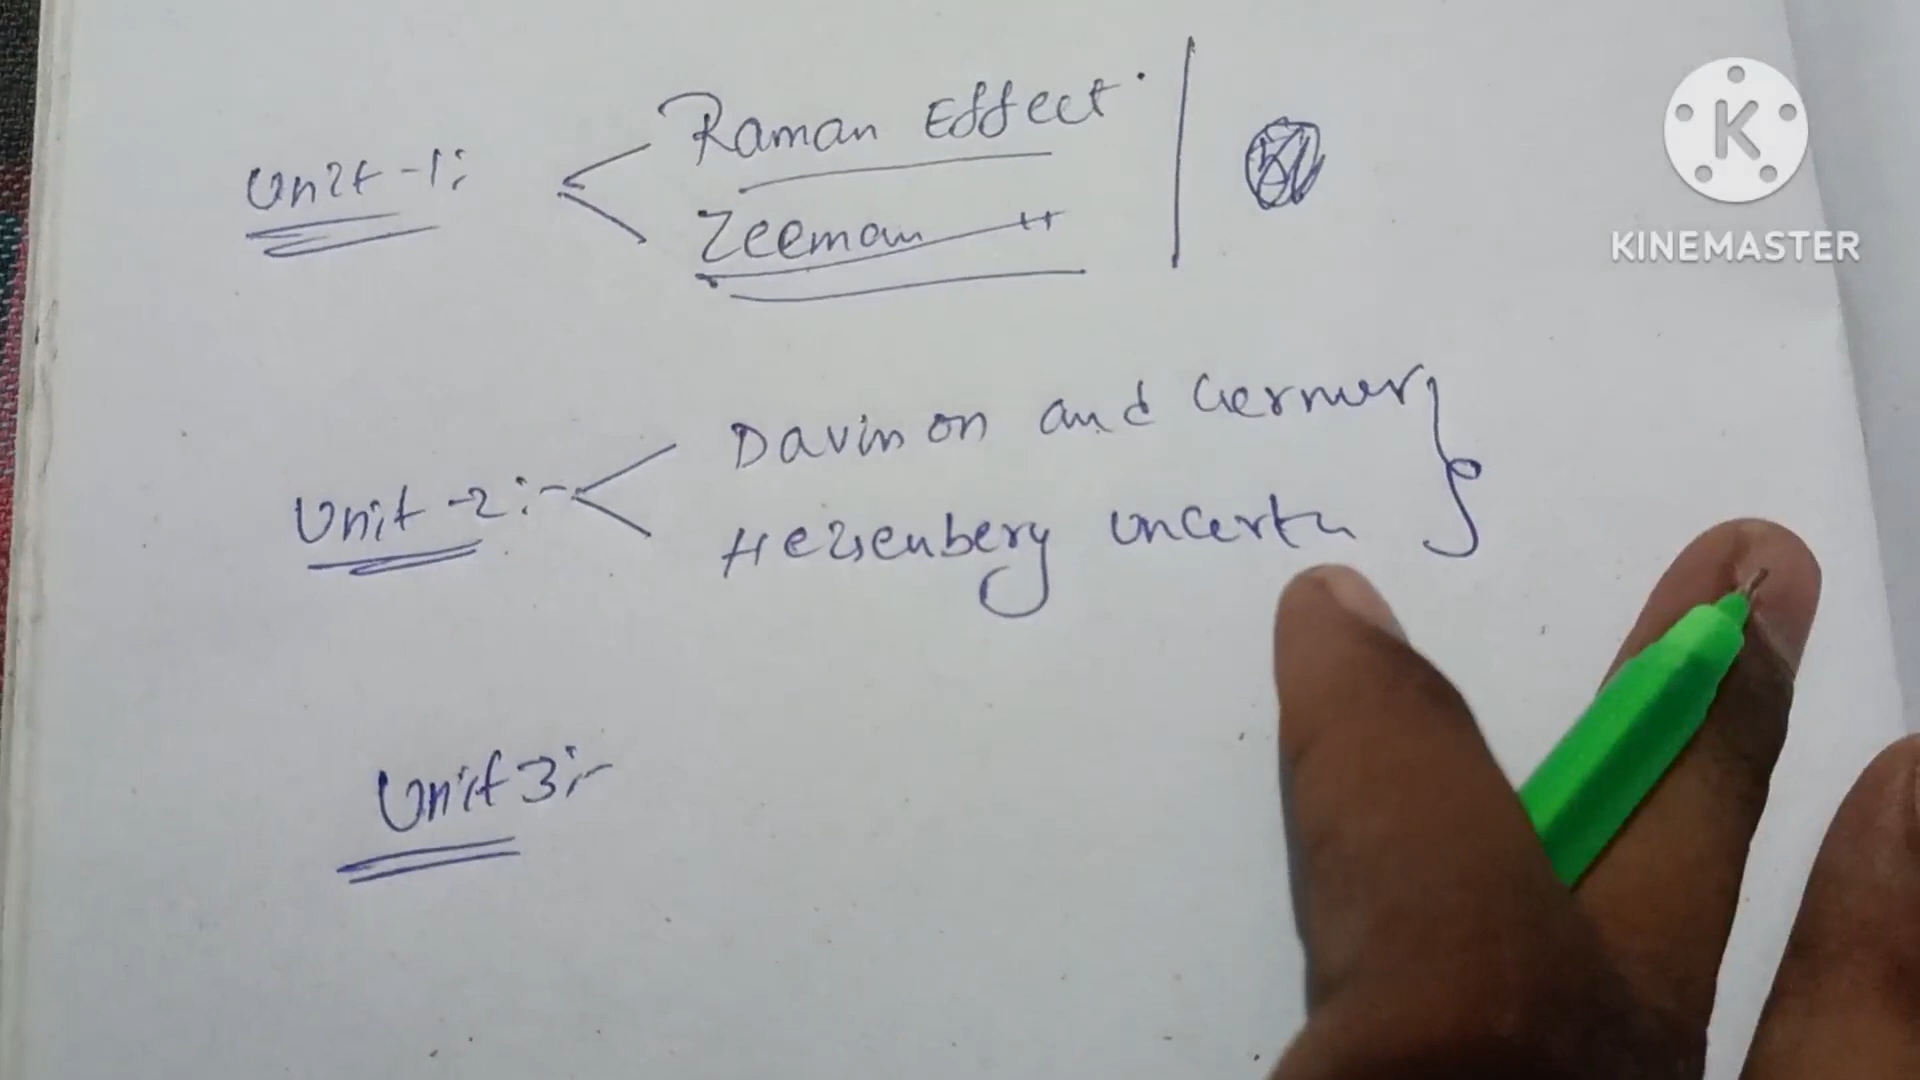 Unit-1:
Raman Effect
Zeeman "
Unit-2:-
Davinson and Germer
Heisenberg uncertn
Unit 3:-
K
KINEMASTER